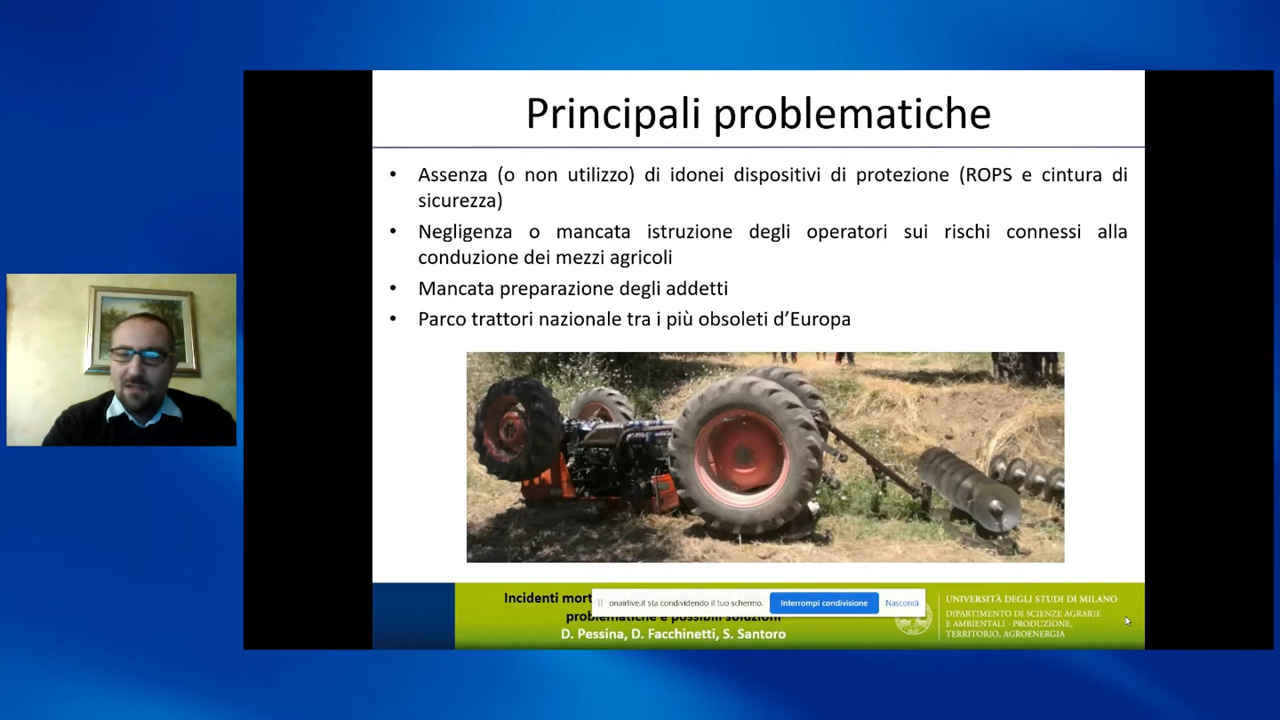 Principali problematiche
• Assenza (o non utilizzo) di idonei dispositivi di protezione (ROPS e cintura di
sicurezza)
• Negligenza o mancata istruzione degli operatori sui rischi connessi alla
conduzione dei mezzi agricoli
• Mancata preparazione degli addetti
• Parco trattori nazionale tra i più obsoleti d’Europa
Incidenti
problematiche e possibili soluzioni
D. Pessina, D. Facchinetti, S. Santoro
onairlive.it sta condividendo il tuo schermo.
Interrompi condivisione
Nascondi
UNIVERSITÀ DEGLI STUDI DI MILANO
DIPARTIMENTO DI SCIENZE AGRARIE
E AMBIENTALI - PRODUZIONE,
TERRITORIO, AGROENERGIA